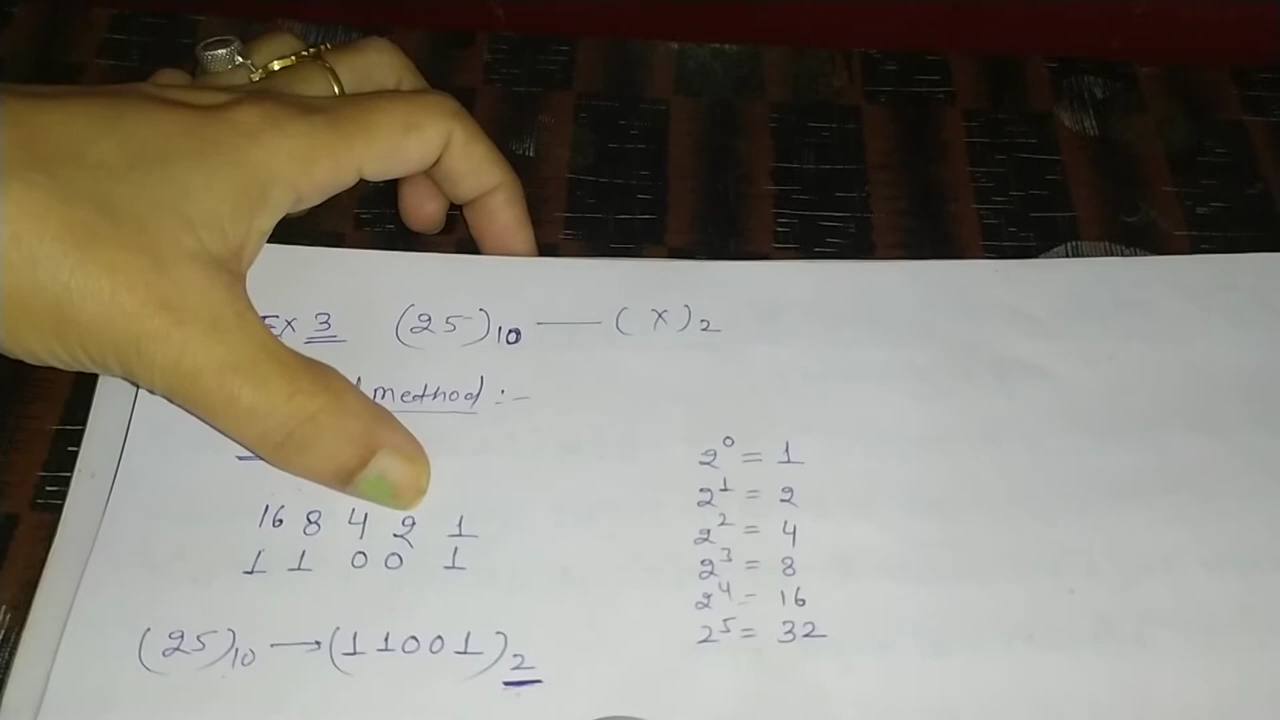 Ex 3 (25)₁₀ — (x)₂
method :-
2⁰ = 1
2¹ = 2
2² = 4
2³ = 8
2⁴ = 16
2⁵ = 32
16 8 4 2 1
1 1 0 0 1
(25)₁₀ → (11001)₂